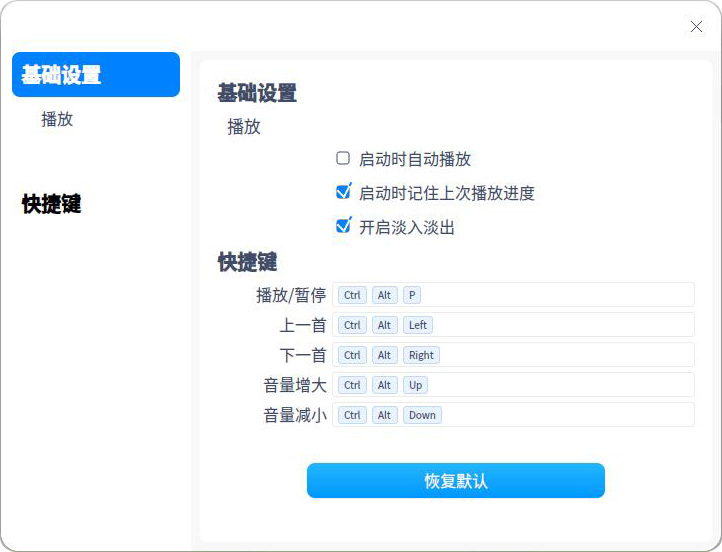 基础设置
播放
快捷键
基础设置
播放
启动时自动播放
启动时记住上次播放进度
开启淡入淡出
快捷键
播放/暂停 Ctrl Alt P
上一首 Ctrl Alt Left
下一首 Ctrl Alt Right
音量增大 Ctrl Alt Up
音量减小 Ctrl Alt Down
恢复默认